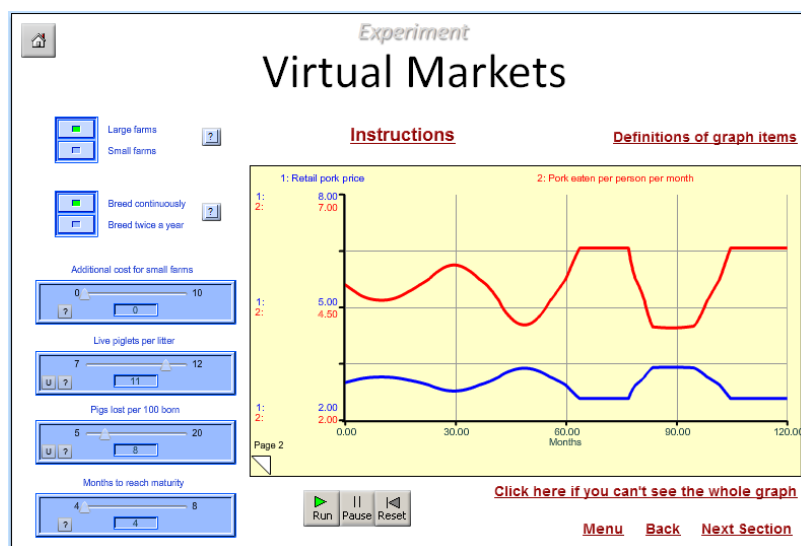 Experiment
Virtual Markets
Large farms
Small farms
?
Instructions
Definitions of graph items
Breed continuously
Breed twice a year
?
Additional cost for small farms
0 10
? 0
Live piglets per litter
7 12
U ? 11
Pigs lost per 100 born
5 20
U ? 8
Months to reach maturity
4 8
? 4
1: Retail pork price 2: Pork eaten per person per month
1: 8.00
2: 7.00
1: 5.00
2: 4.50
1: 2.00
2: 2.00
0.00 30.00 60.00 90.00 120.00
Months
Page 2
Run Pause Reset
Click here if you can't see the whole graph
Menu Back Next Section